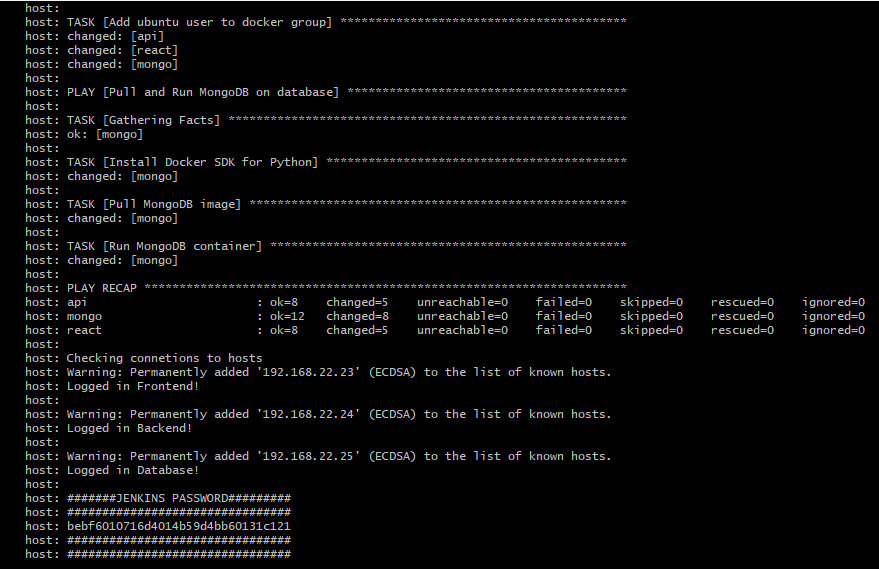 host:
host: TASK [Add ubuntu user to docker group] *****************************************
host: changed: [api]
host: changed: [react]
host: changed: [mongo]
host:
host: PLAY [Pull and Run MongoDB on database] ****************************************
host:
host: TASK [Gathering Facts] *********************************************************
host: ok: [mongo]
host:
host: TASK [Install Docker SDK for Python] *******************************************
host: changed: [mongo]
host:
host: TASK [Pull MongoDB image] ******************************************************
host: changed: [mongo]
host:
host: TASK [Run MongoDB container] ***************************************************
host: changed: [mongo]
host:
host: PLAY RECAP *********************************************************************
host: api                        : ok=8    changed=5    unreachable=0    failed=0    skipped=0    rescued=0    ignored=0
host: mongo                      : ok=12   changed=8    unreachable=0    failed=0    skipped=0    rescued=0    ignored=0
host: react                      : ok=8    changed=5    unreachable=0    failed=0    skipped=0    rescued=0    ignored=0
host:
host: Checking connetions to hosts
host: Warning: Permanently added '192.168.22.23' (ECDSA) to the list of known hosts.
host: Logged in Frontend!
host:
host: Warning: Permanently added '192.168.22.24' (ECDSA) to the list of known hosts.
host: Logged in Backend!
host:
host: Warning: Permanently added '192.168.22.25' (ECDSA) to the list of known hosts.
host: Logged in Database!
host:
host: #######JENKINS PASSWORD#########
host: ################################
host: bebf6010716d4014b59d4bb60131c121
host: ################################
host: ################################